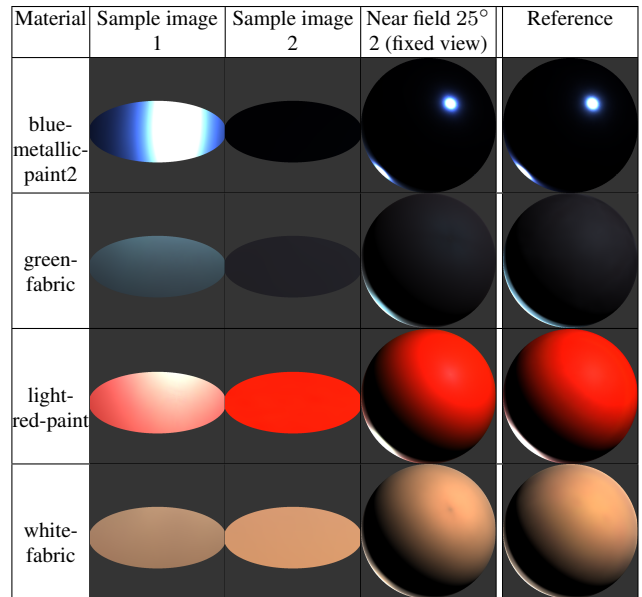 Material
Sample image
1
Sample image
2
Near field 25°
2 (fixed view)
Reference
blue-
metallic-
paint2
green-
fabric
light-
red-paint
white-
fabric